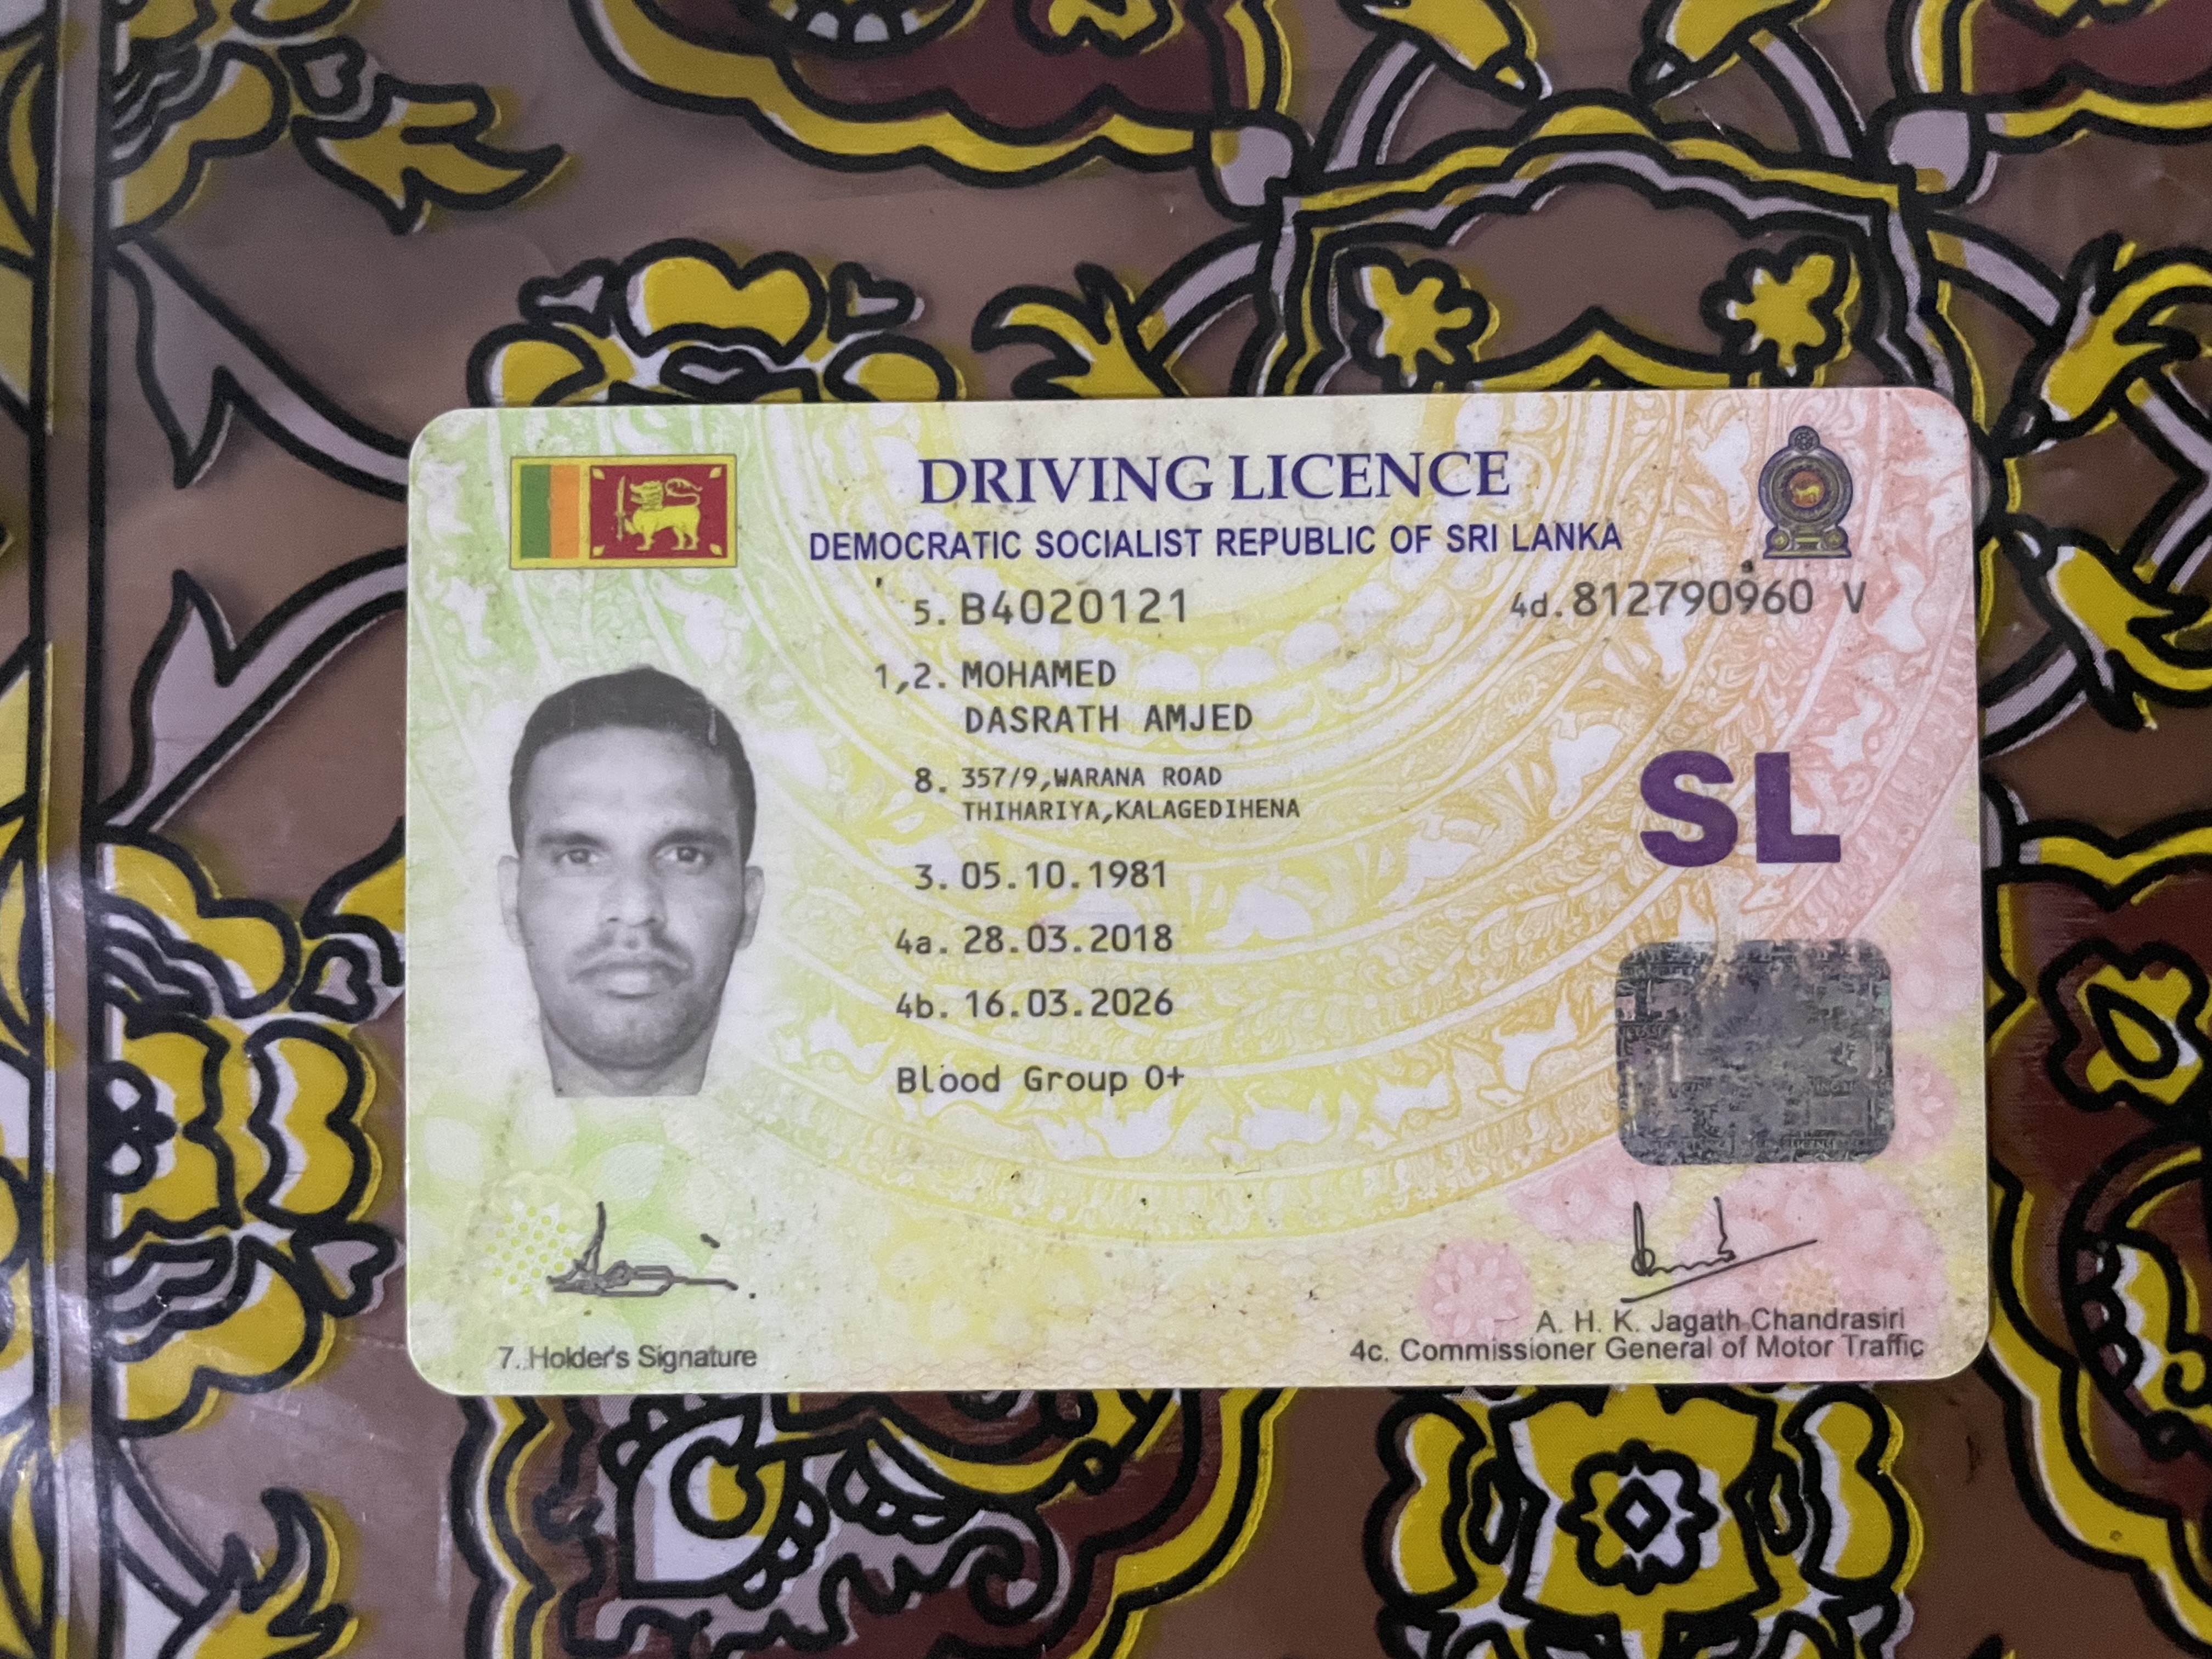 DRIVING LICENCE
DEMOCRATIC SOCIALIST REPUBLIC OF SRI LANKA
5. B4020121 4d. 812790960 V
1,2. MOHAMED
DASRATH AMJED
8. 357/9,WARANA ROAD
THIHARIYA,KALAGEDIHENA
SL
3. 05.10.1981
4a. 28.03.2018
4b. 16.03.2026
Blood Group O+
A. H. K. Jagath Chandrasiri
7. Holder's Signature 4c. Commissioner General of Motor Traffic